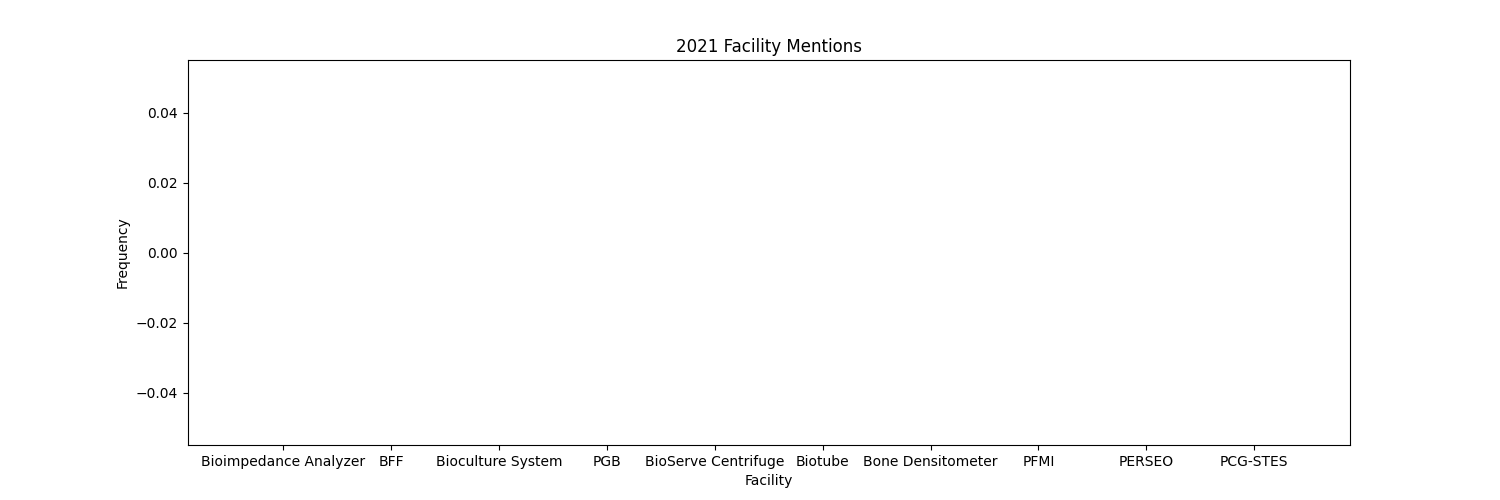 2021 Facility Mentions
0.04
0.02
0.00
−0.02
−0.04
Frequency
Bioimpedance Analyzer BFF Bioculture System PGB BioServe Centrifuge Biotube Bone Densitometer PFMI PERSEO PCG-STES
Facility